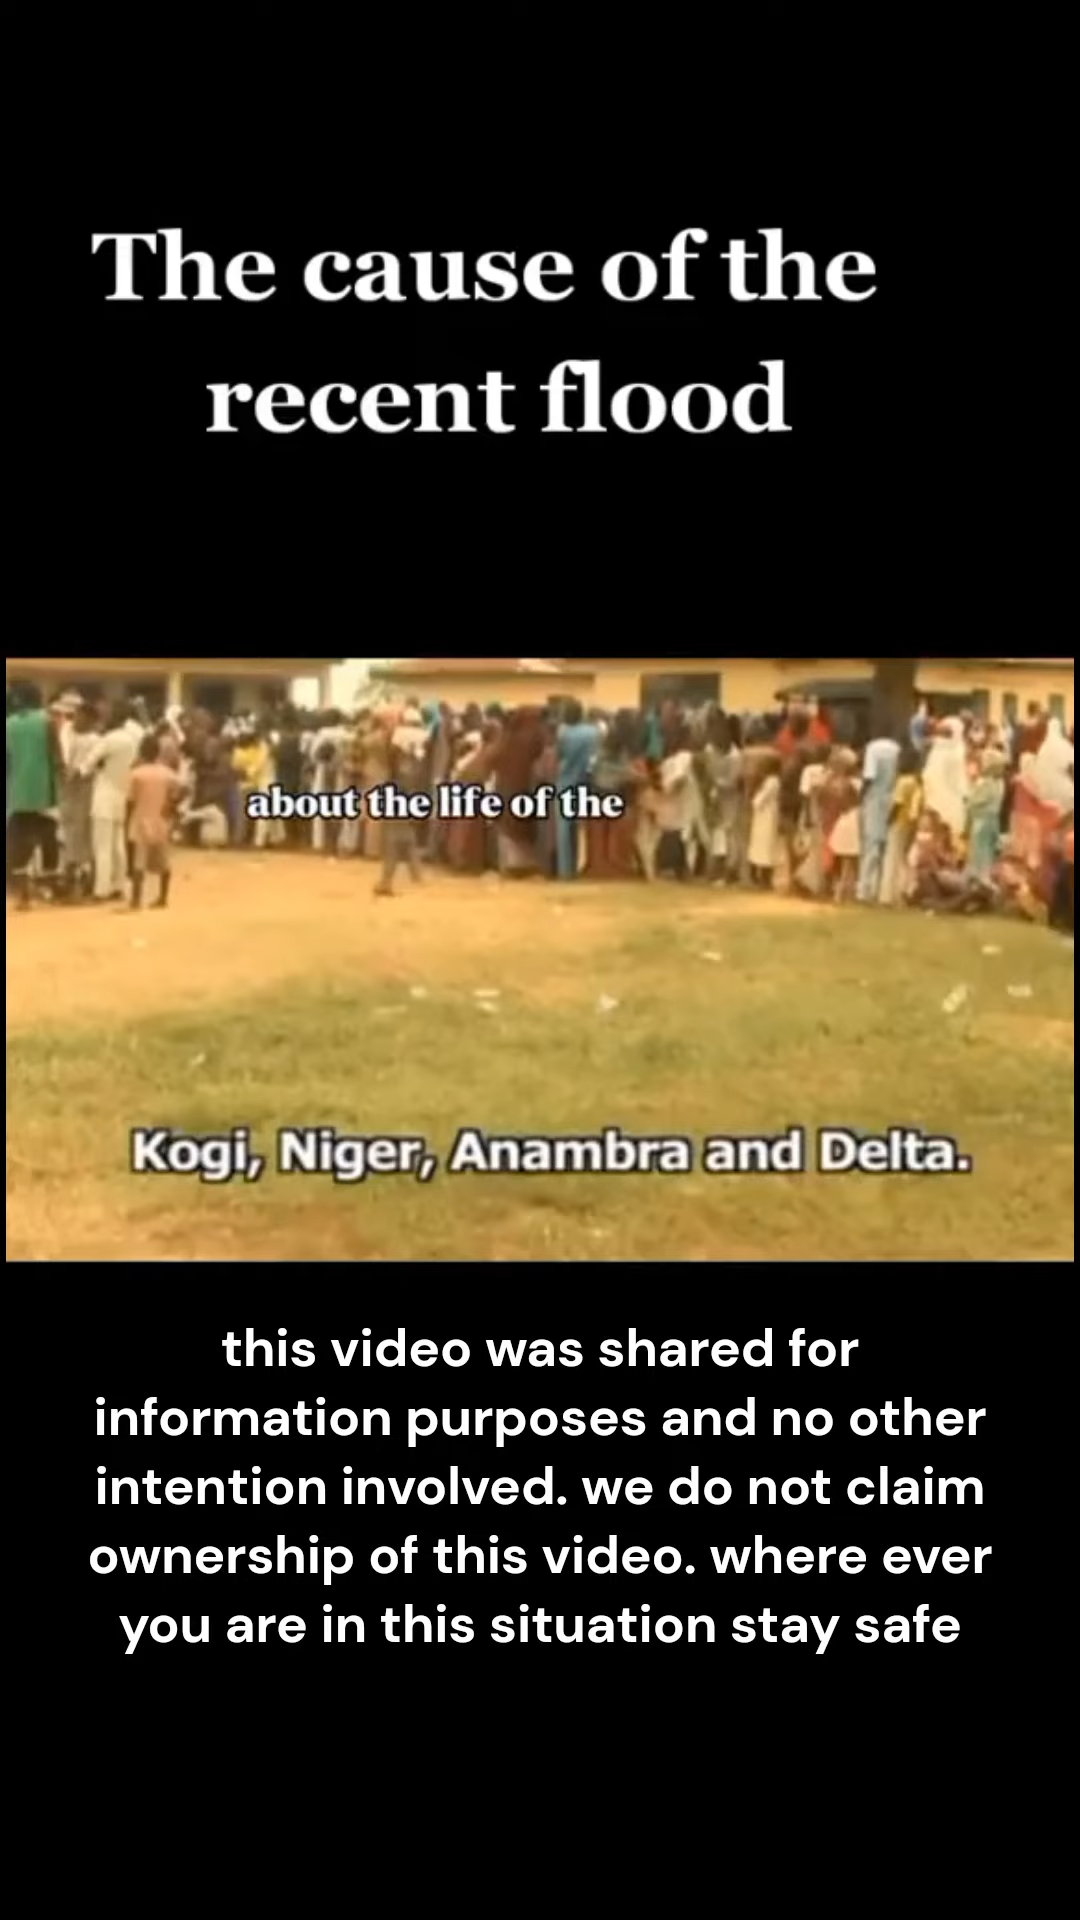 The cause of the
recent flood
about the life of the
Kogi, Niger, Anambra and Delta.
this video was shared for
information purposes and no other
intention involved. we do not claim
ownership of this video. where ever
you are in this situation stay safe